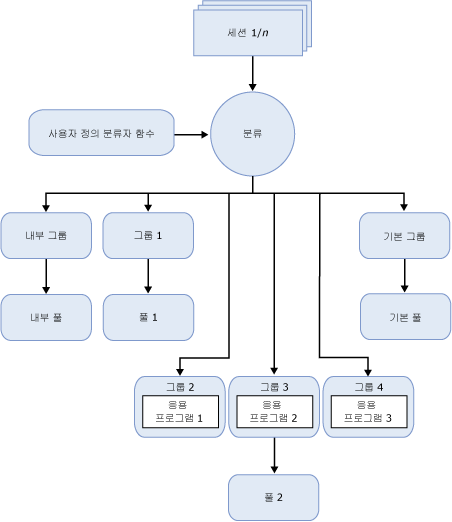 세션 1/n
사용자 정의 분류자 함수
분류
내부 그룹
그룹 1
기본 그룹
내부 풀
풀 1
기본 풀
그룹 2
응용
프로그램 1
그룹 3
응용
프로그램 2
그룹 4
응용
프로그램 3
풀 2